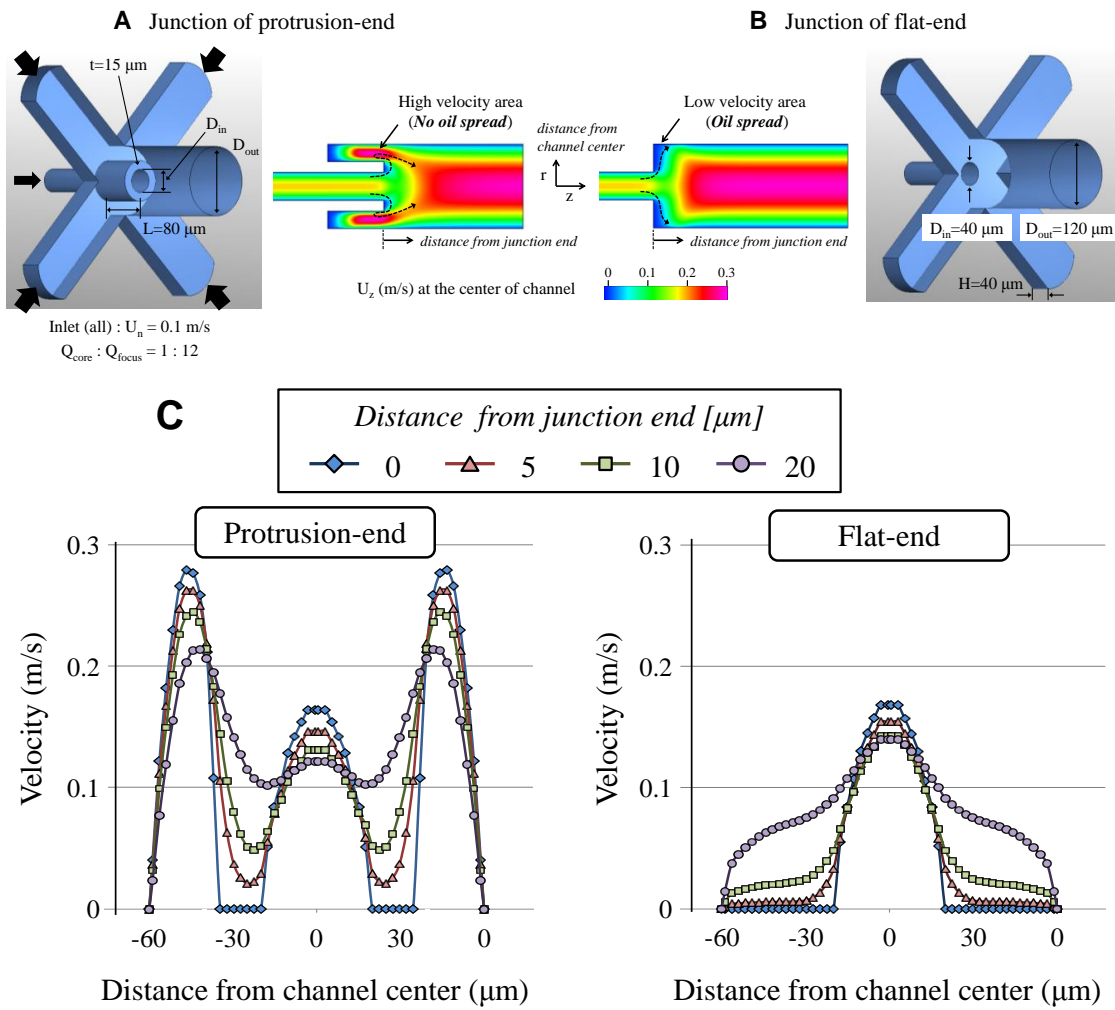 A Junction of protrusion-end
B Junction of flat-end
t=15 μm
D_in
D_out
L=80 μm
Inlet (all) : U_n = 0.1 m/s
Q_core : Q_focus = 1 : 12
High velocity area
(No oil spread)
distance from
channel center
r
z
Low velocity area
(Oil spread)
distance from junction end
distance from junction end
U_z (m/s) at the center of channel
0 0.1 0.2 0.3
D_in=40 μm
D_out=120 μm
H=40 μm
C
Distance from junction end [μm]
0 5 10 20
Protrusion-end
0.3
0.2
0.1
0
Velocity (m/s)
-60 -30 0 30 0
Distance from channel center (μm)
Flat-end
0.3
0.2
0.1
0
Velocity (m/s)
-60 -30 0 30 0
Distance from channel center (μm)